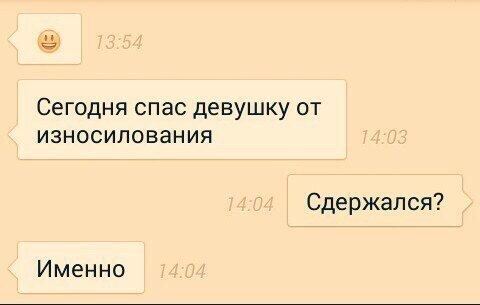 13:54
Сегодня спас девушку от
износилования
14:03
14:04
Сдержался?
Именно
14:04